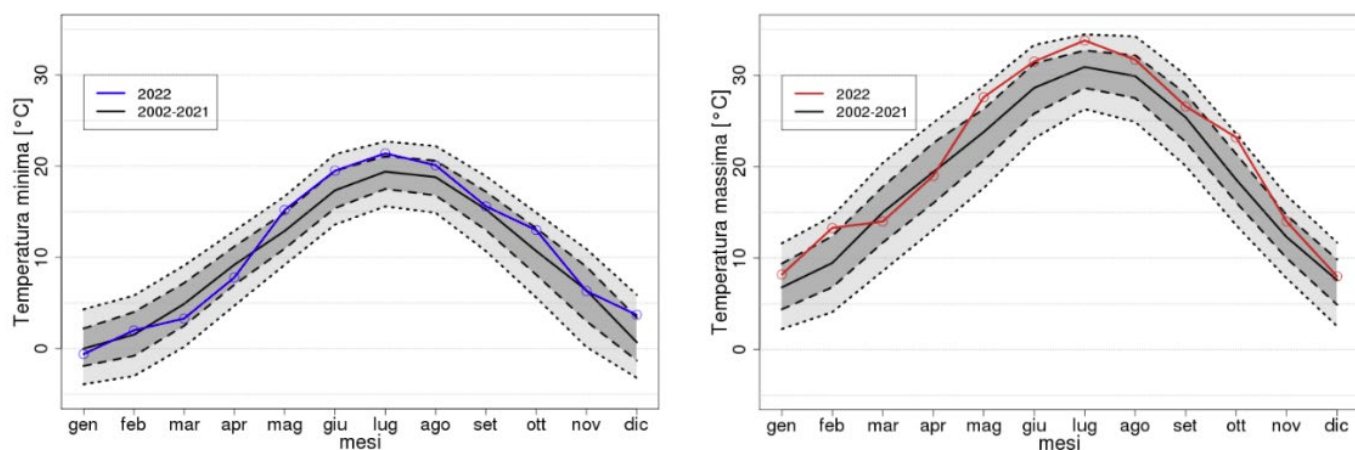 Temperatura minima [°C]
30
20
10
0
2022
2002-2021
gen feb mar apr mag giu lug ago set ott nov dic
mesi
Temperatura massima [°C]
30
20
10
0
2022
2002-2021
gen feb mar apr mag giu lug ago set ott nov dic
mesi